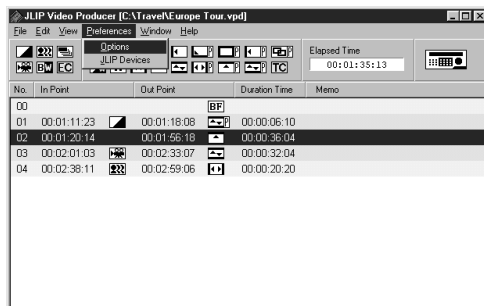 JLIP Video Producer [C:\Travel\Europe Tour.vpd]
File Edit View Preferences Window Help
Options
JLIP Devices
BW EC TC
Elapsed Time
00:01:35:13
No. In Point Out Point Duration Time Memo
00 BF
01 00:01:11:23 00:01:18:08 P 00:00:06:10
02 00:01:20:14 00:01:56:18 00:00:36:04
03 00:02:01:03 00:02:33:07 00:00:32:04
04 00:02:38:11 00:02:59:06 00:00:20:20